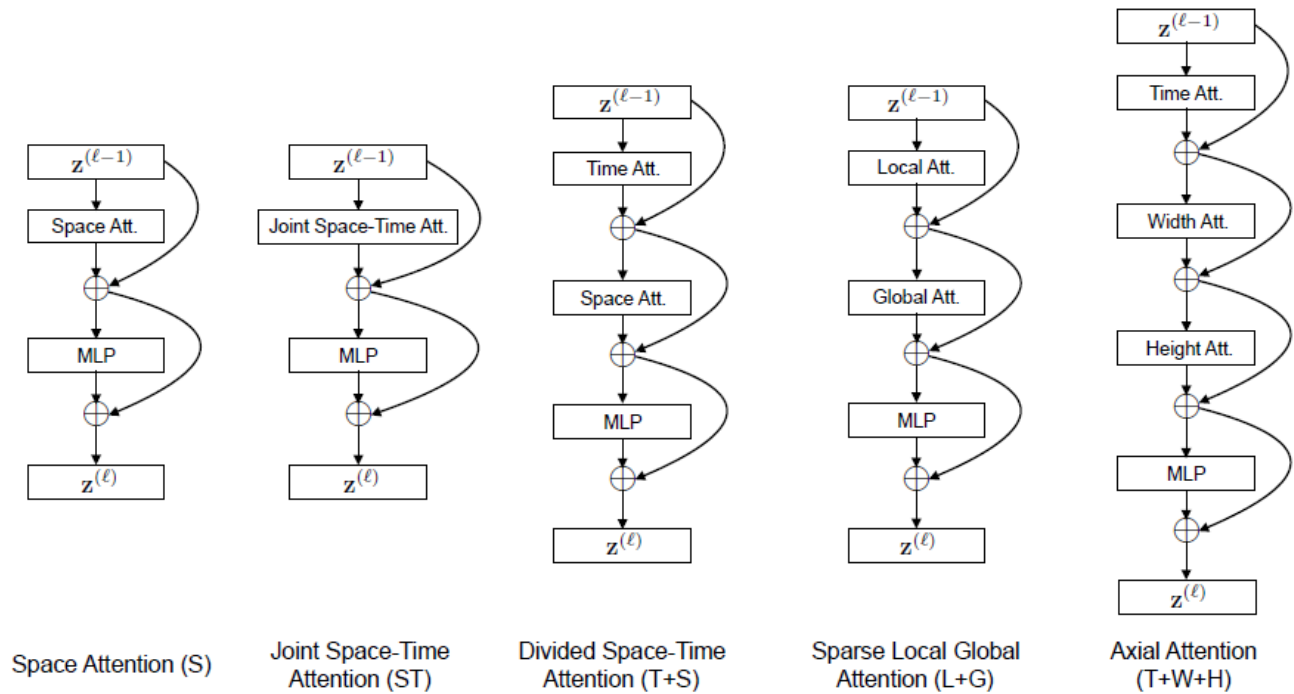 z^(ℓ−1)
Space Att.
MLP
z^(ℓ)
Space Attention (S)
z^(ℓ−1)
Joint Space-Time Att.
MLP
z^(ℓ)
Joint Space-Time
Attention (ST)
z^(ℓ−1)
Time Att.
Space Att.
MLP
z^(ℓ)
Divided Space-Time
Attention (T+S)
z^(ℓ−1)
Local Att.
Global Att.
MLP
z^(ℓ)
Sparse Local Global
Attention (L+G)
z^(ℓ−1)
Time Att.
Width Att.
Height Att.
MLP
z^(ℓ)
Axial Attention
(T+W+H)